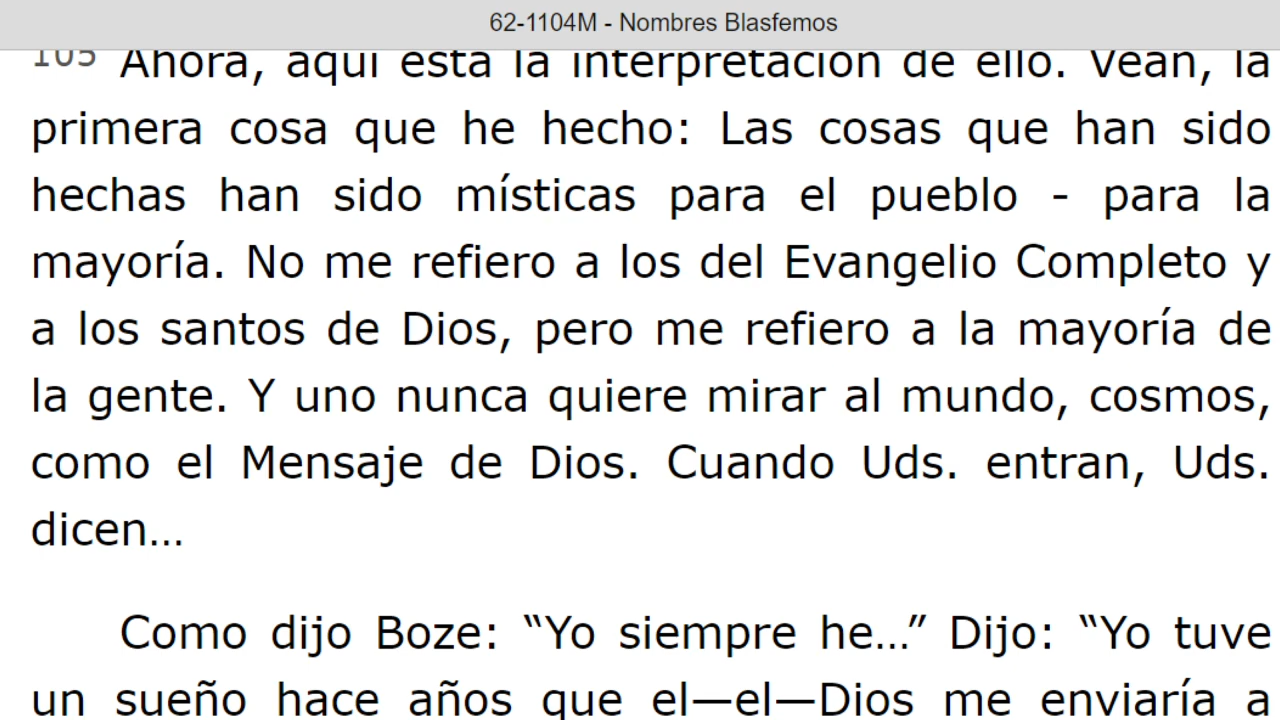 62-1104M - Nombres Blasfemos
105 Ahora, aquí está la interpretación de ello. Vean, la
primera cosa que he hecho: Las cosas que han sido
hechas han sido místicas para el pueblo - para la
mayoría. No me refiero a los del Evangelio Completo y
a los santos de Dios, pero me refiero a la mayoría de
la gente. Y uno nunca quiere mirar al mundo, cosmos,
como el Mensaje de Dios. Cuando Uds. entran, Uds.
dicen…
Como dijo Boze: “Yo siempre he…” Dijo: “Yo tuve
un sueño hace años que el—el—Dios me enviaría a